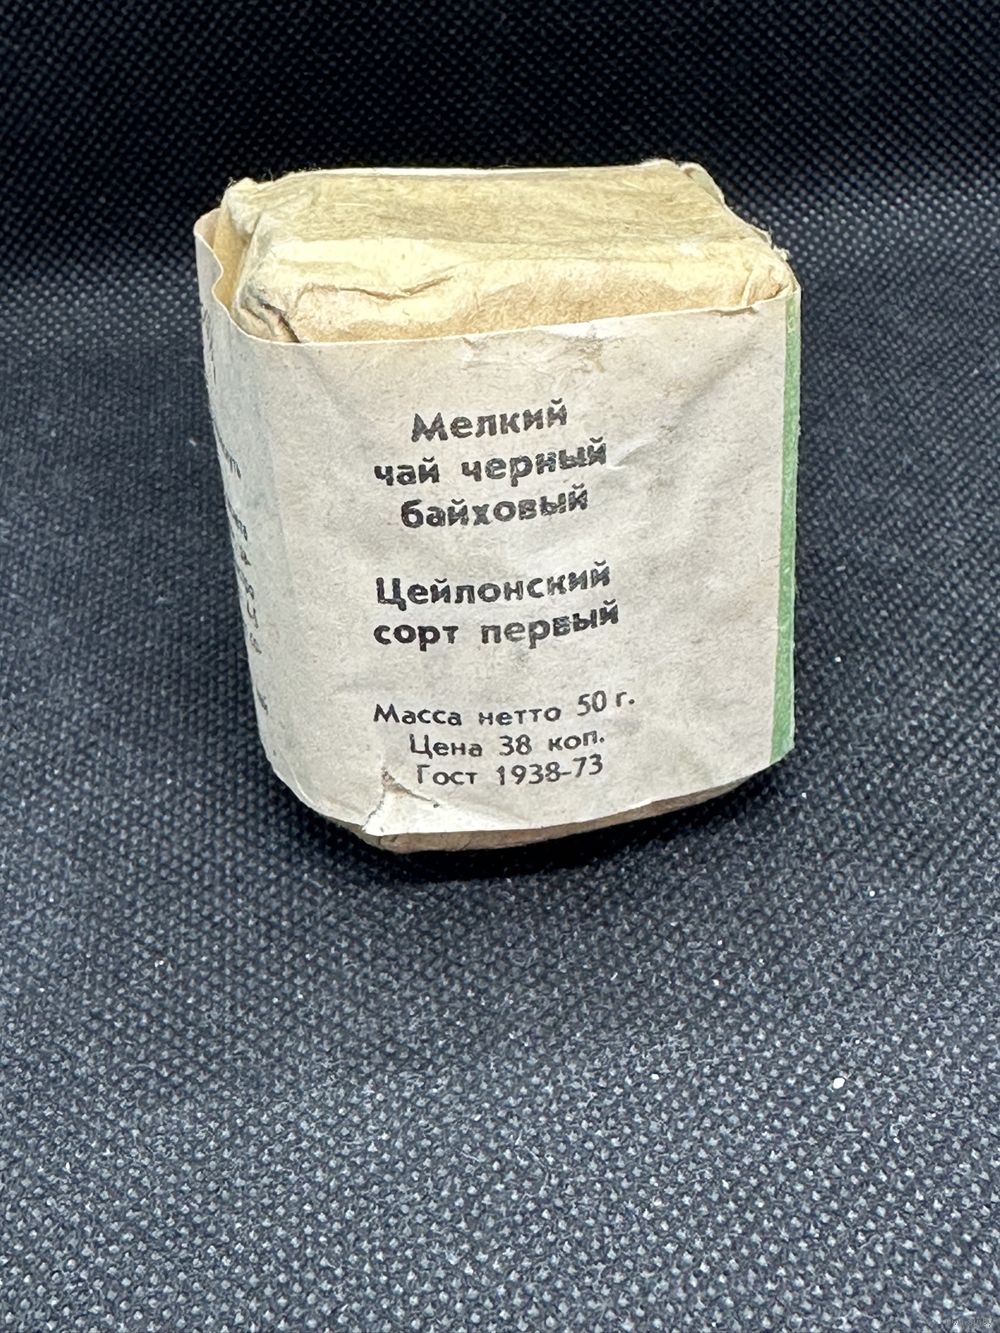 Мелкий
чай черный
байховый
Цейлонский
сорт первый
Масса нетто 50 г.
Цена 38 коп.
Гост 1938-73